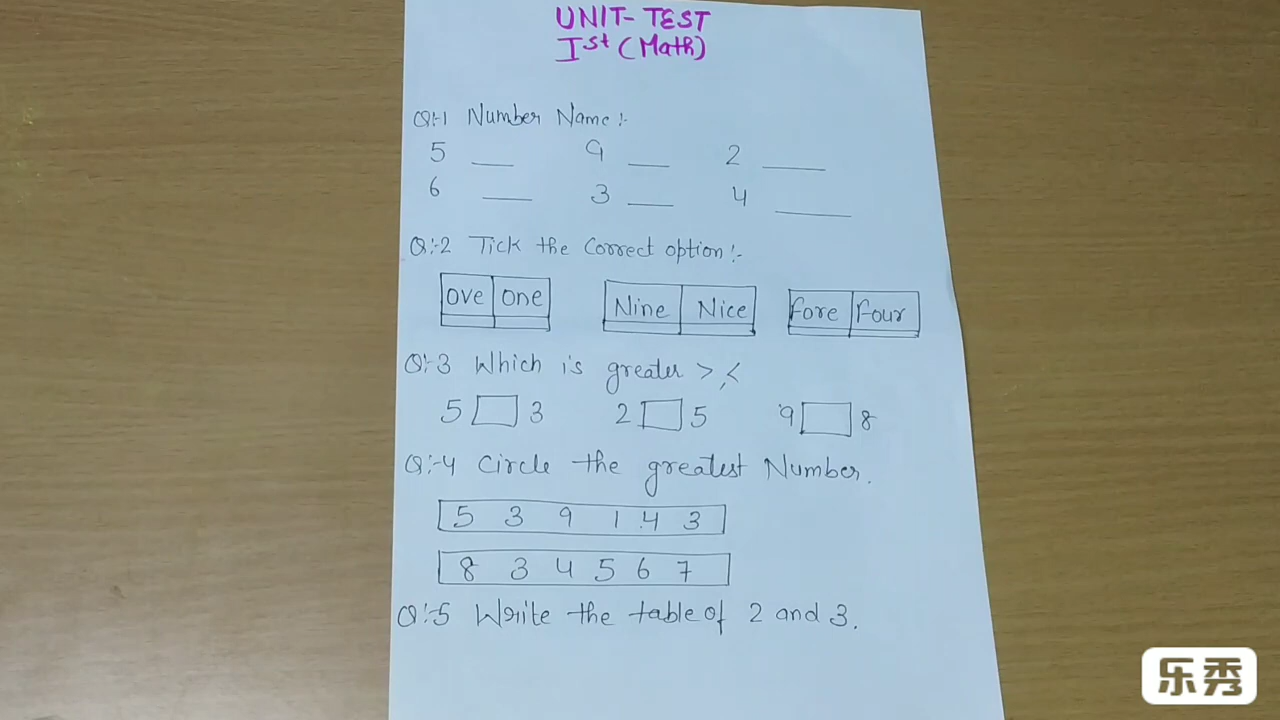 UNIT-TEST
Ist (Math)
Q:-1 Number Name:-
5 ___ 9 ___ 2 ___
6 ___ 3 ___ 4 ___
Q:-2 Tick the Correct option:-
ove one Nine Nice fore four
Q:-3 Which is greater >,<
5 3 2 5 9 8
Q:-4 Circle the greatest Number.
5 3 9 1 4 3
8 3 4 5 6 7
Q:-5 Write the table of 2 and 3.
乐秀